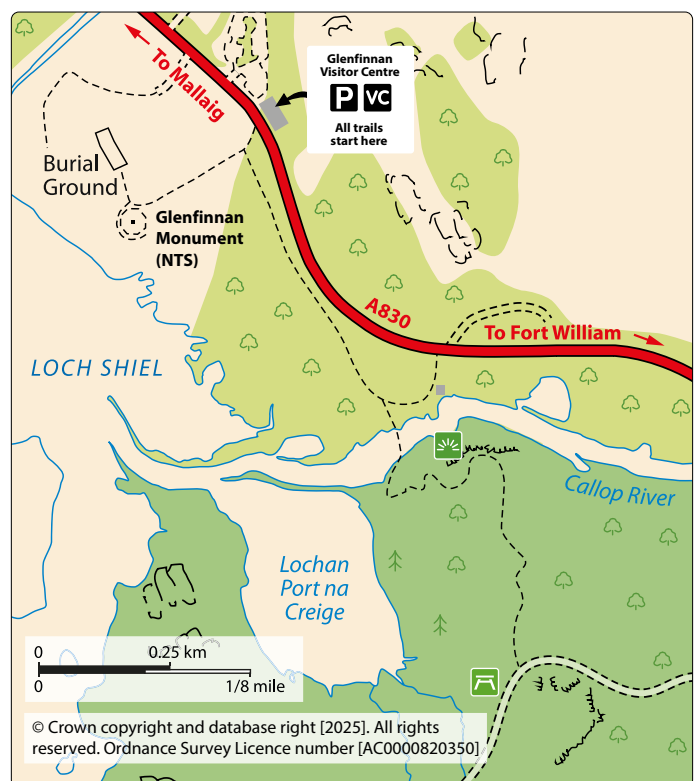 Glenfinnan
Visitor Centre
P VC
All trails
start here
To Mallaig
Burial
Ground
Glenfinnan
Monument
(NTS)
A830
To Fort William
LOCH SHIEL
Callop River
Lochan
Port na
Creige
0 0.25 km
0 1/8 mile
© Crown copyright and database right [2025]. All rights
reserved. Ordnance Survey Licence number [AC0000820350]